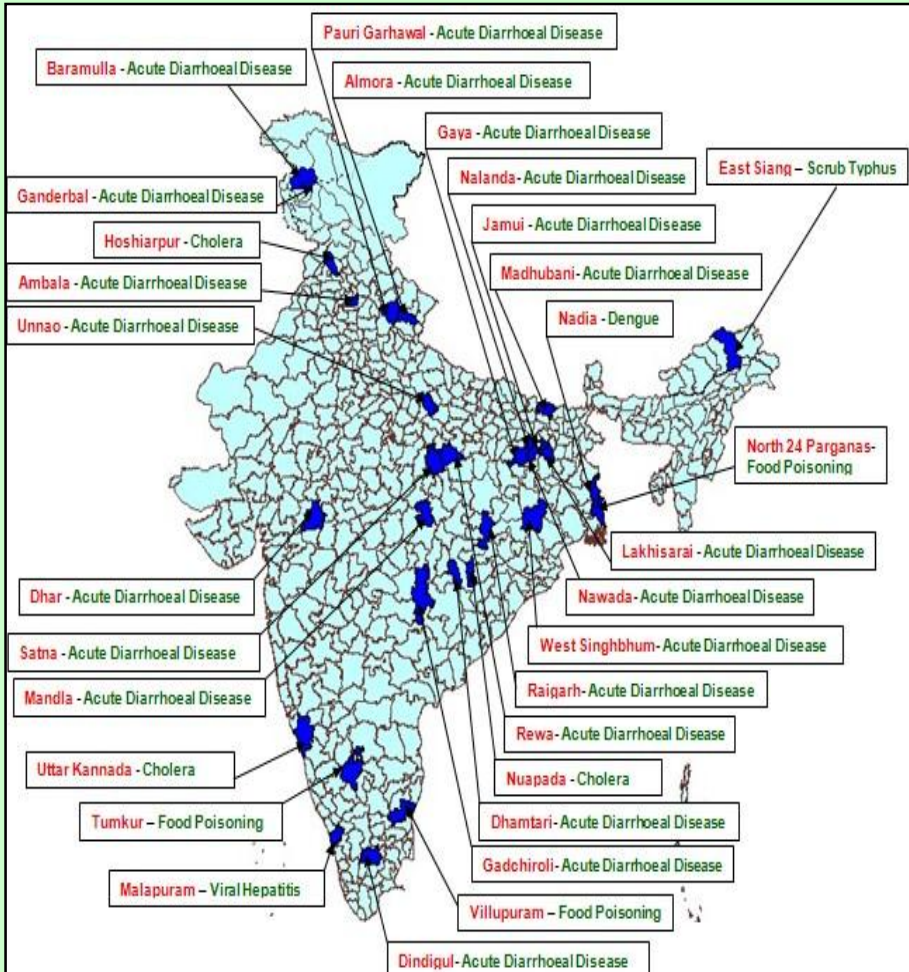 Pauri Garhawal - Acute Diarrhoeal Disease
Baramulla - Acute Diarrhoeal Disease
Almora - Acute Diarrhoeal Disease
Gaya - Acute Diarrhoeal Disease
East Siang – Scrub Typhus
Nalanda- Acute Diarrhoeal Disease
Ganderbal - Acute Diarrhoeal Disease
Jamui - Acute Diarrhoeal Disease
Hoshiarpur - Cholera
Madhubani- Acute Diarrhoeal Disease
Ambala - Acute Diarrhoeal Disease
Nadia - Dengue
Unnao - Acute Diarrhoeal Disease
North 24 Parganas-
Food Poisoning
Lakhisarai - Acute Diarrhoeal Disease
Dhar - Acute Diarrhoeal Disease
Nawada- Acute Diarrhoeal Disease
Satna - Acute Diarrhoeal Disease
West Singhbhum- Acute Diarrhoeal Disease
Mandla - Acute Diarrhoeal Disease
Raigarh- Acute Diarrhoeal Disease
Rewa- Acute Diarrhoeal Disease
Uttar Kannada - Cholera
Nuapada - Cholera
Tumkur – Food Poisoning
Dhamtari- Acute Diarrhoeal Disease
Gadchiroli- Acute Diarrhoeal Disease
Malapuram – Viral Hepatitis
Villupuram – Food Poisoning
Dindigul- Acute Diarrhoeal Disease